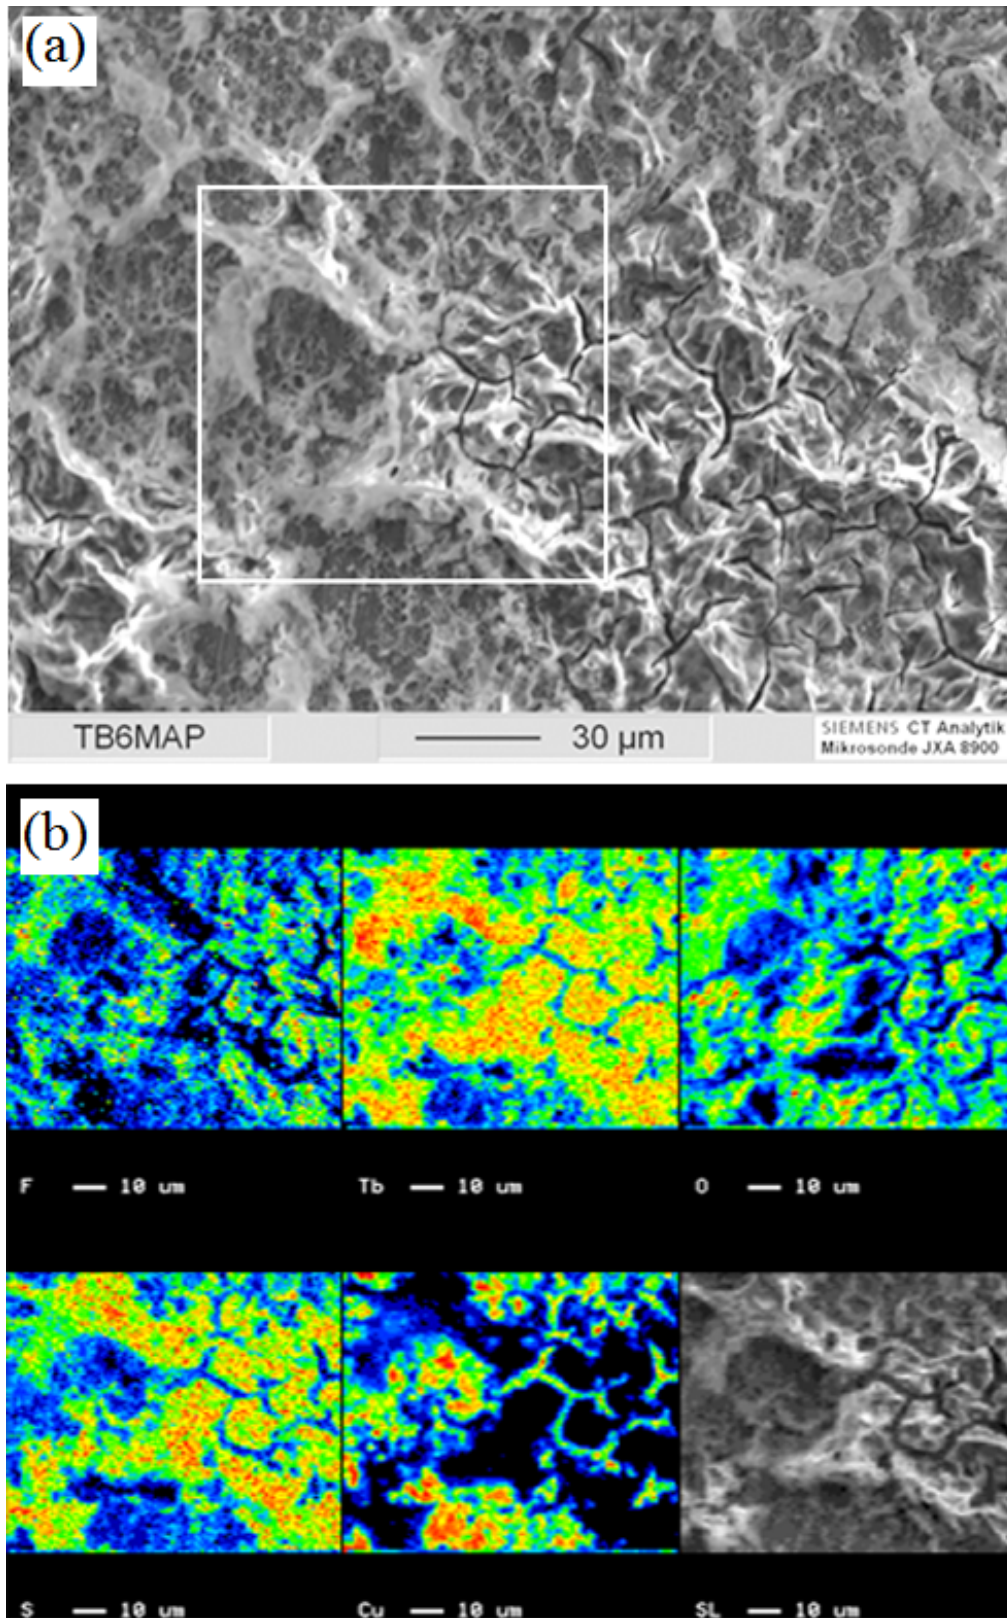 (a)
TB6MAP
30 µm
SIEMENS CT Analytik
Mikrosonde JXA 8900
(b)
F 10 um
Tb 10 um
O 10 um
S 10 um
Cu 10 um
SL 10 um